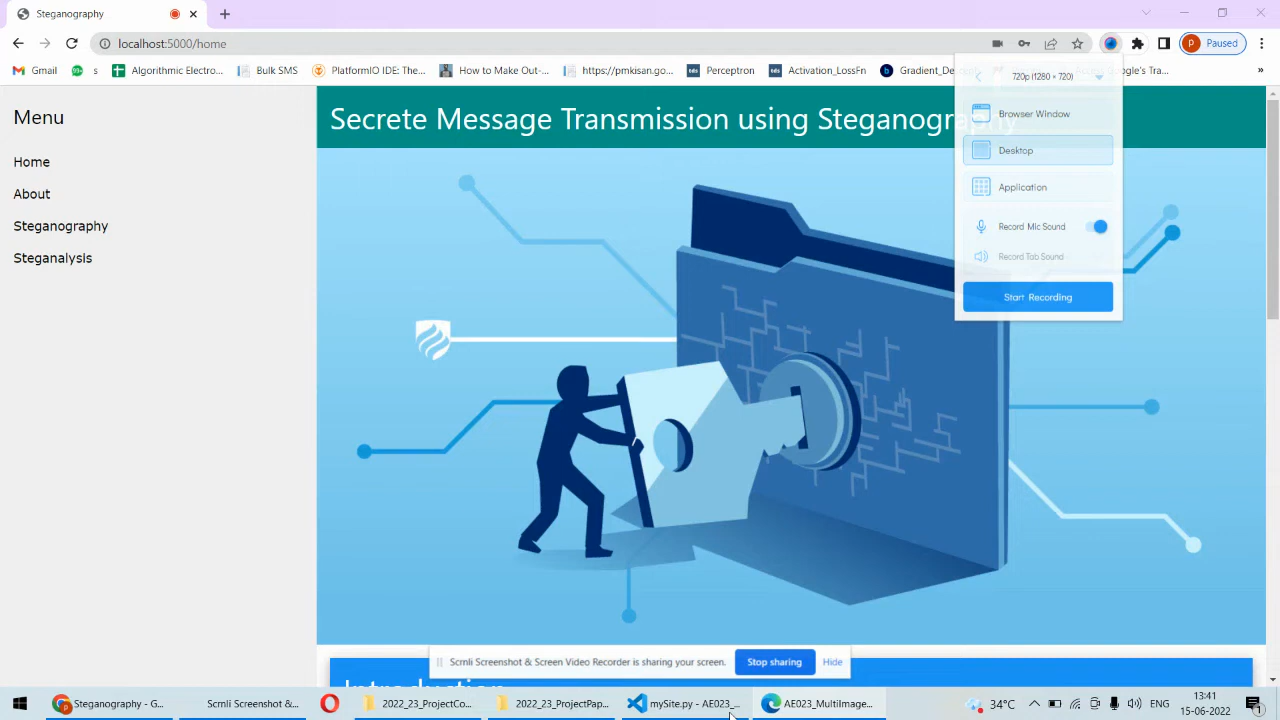 Steganography
localhost:5000/home
Paused
Gmail
99+
s
Algorithmic Electro...
Bulk SMS
PlatformIO IDE: T...
How to Make Out-...
https://pmkisan.go...
Perceptron
Activation_LossFn
»
720p (1280 × 720)
Browser Window
Desktop
Application
Record Mic Sound
Record Tab Sound
Start Recording
Menu
Home
About
Steganography
Steganalysis
Secrete Message Transmission using Steganography
Introduction
Scrnli Screenshot & Screen Video Recorder is sharing your screen.
Stop sharing
Hide
Steganography - G...
Scrnli Screenshot & S...
2022_23_ProjectCo...
2022_23_ProjectPap...
mySite.py - AE023_...
AE023_MultiImage...
34°C
13:41
15-06-2022
1